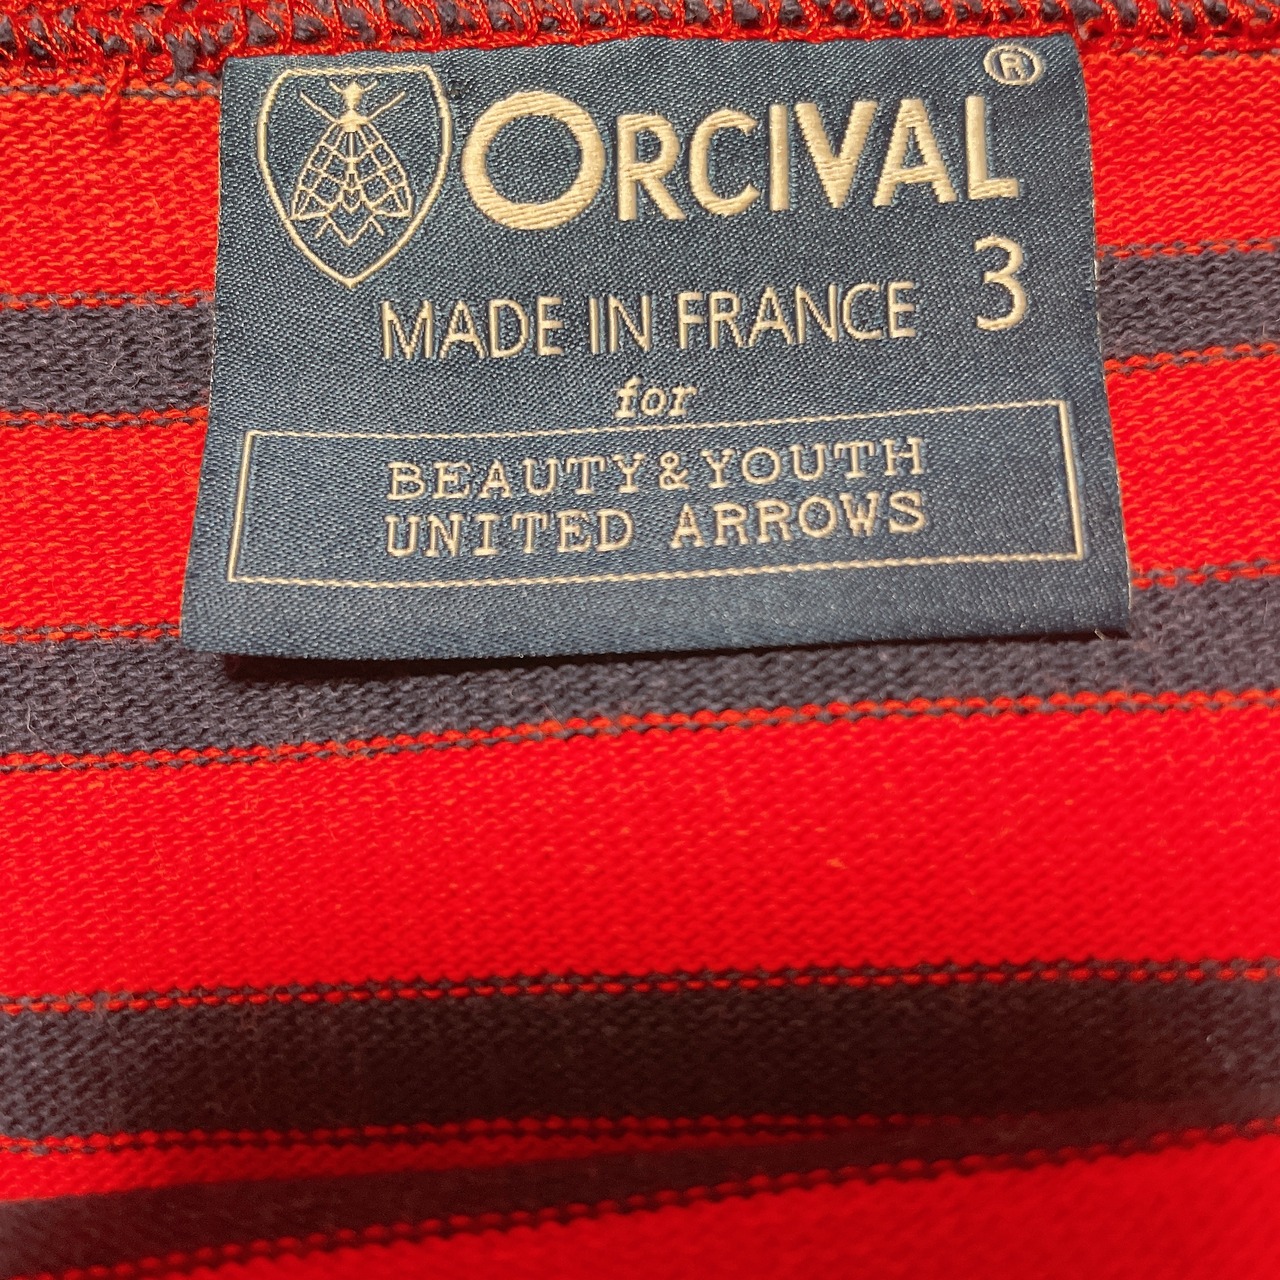 ORCIVAL®
3
MADE IN FRANCE
for
BEAUTY&YOUTH
UNITED ARROWS